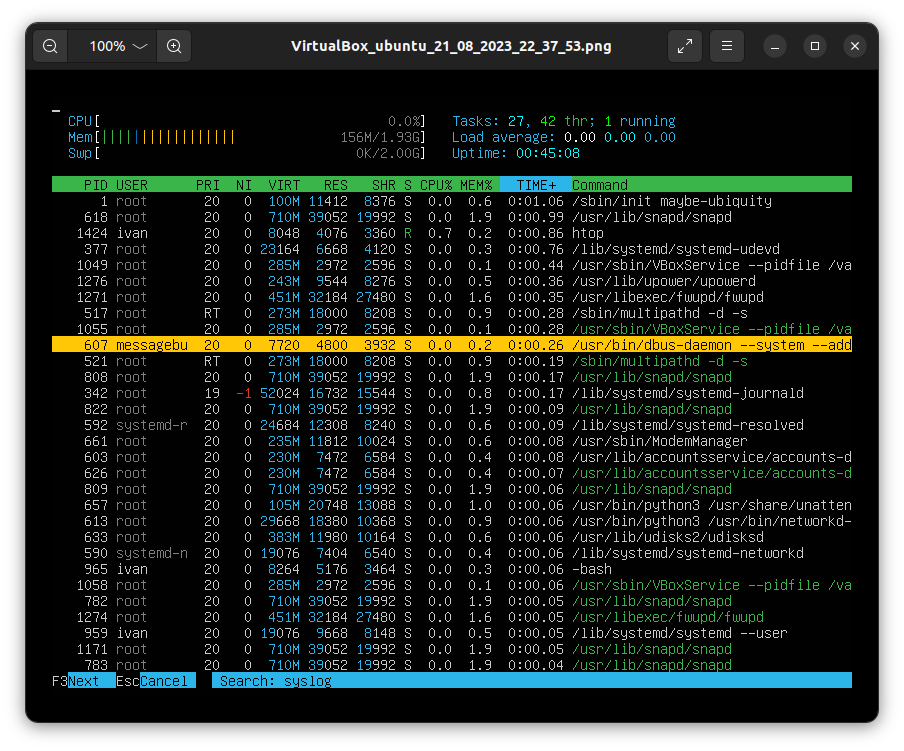 100%
VirtualBox_ubuntu_21_08_2023_22_37_53.png
CPU[ 0.0%] Tasks: 27, 42 thr; 1 running
Mem[||||||||||||||||| 156M/1.93G] Load average: 0.00 0.00 0.00
Swp[ 0K/2.00G] Uptime: 00:45:08
PID USER PRI NI VIRT RES SHR S CPU% MEM% TIME+ Command
1 root 20 0 100M 11412 8376 S 0.0 0.6 0:01.06 /sbin/init maybe-ubiquity
618 root 20 0 710M 39052 19992 S 0.0 1.9 0:00.99 /usr/lib/snapd/snapd
1424 ivan 20 0 8048 4076 3360 R 0.7 0.2 0:00.86 htop
377 root 20 0 23164 6668 4120 S 0.0 0.3 0:00.76 /lib/systemd/systemd-udevd
1049 root 20 0 285M 2972 2596 S 0.0 0.1 0:00.44 /usr/sbin/VBoxService --pidfile /va
1276 root 20 0 243M 9544 8276 S 0.0 0.5 0:00.36 /usr/lib/upower/upowerd
1271 root 20 0 451M 32184 27480 S 0.0 1.6 0:00.35 /usr/libexec/fwupd/fwupd
517 root RT 0 273M 18000 8208 S 0.0 0.9 0:00.28 /sbin/multipathd -d -s
1055 root 20 0 285M 2972 2596 S 0.0 0.1 0:00.28 /usr/sbin/VBoxService --pidfile /va
607 messagebu 20 0 7720 4800 3932 S 0.0 0.2 0:00.26 /usr/bin/dbus-daemon --system --add
521 root RT 0 273M 18000 8208 S 0.0 0.9 0:00.19 /sbin/multipathd -d -s
808 root 20 0 710M 39052 19992 S 0.0 1.9 0:00.17 /usr/lib/snapd/snapd
342 root 19 -1 52024 16732 15544 S 0.0 0.8 0:00.17 /lib/systemd/systemd-journald
822 root 20 0 710M 39052 19992 S 0.0 1.9 0:00.09 /usr/lib/snapd/snapd
592 systemd-r 20 0 24684 12308 8240 S 0.0 0.6 0:00.09 /lib/systemd/systemd-resolved
661 root 20 0 235M 11812 10024 S 0.0 0.6 0:00.08 /usr/sbin/ModemManager
603 root 20 0 230M 7472 6584 S 0.0 0.4 0:00.08 /usr/lib/accountsservice/accounts-d
626 root 20 0 230M 7472 6584 S 0.0 0.4 0:00.07 /usr/lib/accountsservice/accounts-d
809 root 20 0 710M 39052 19992 S 0.0 1.9 0:00.06 /usr/lib/snapd/snapd
657 root 20 0 105M 20748 13088 S 0.0 1.0 0:00.06 /usr/bin/python3 /usr/share/unatten
613 root 20 0 29668 18380 10368 S 0.0 0.9 0:00.06 /usr/bin/python3 /usr/bin/networkd-
633 root 20 0 383M 11980 10164 S 0.0 0.6 0:00.06 /usr/lib/udisks2/udisksd
590 systemd-n 20 0 19076 7404 6540 S 0.0 0.4 0:00.06 /lib/systemd/systemd-networkd
965 ivan 20 0 8264 5176 3464 S 0.0 0.3 0:00.06 -bash
1058 root 20 0 285M 2972 2596 S 0.0 0.1 0:00.06 /usr/sbin/VBoxService --pidfile /va
782 root 20 0 710M 39052 19992 S 0.0 1.9 0:00.05 /usr/lib/snapd/snapd
1274 root 20 0 451M 32184 27480 S 0.0 1.6 0:00.05 /usr/libexec/fwupd/fwupd
959 ivan 20 0 19076 9668 8148 S 0.0 0.5 0:00.05 /lib/systemd/systemd --user
1171 root 20 0 710M 39052 19992 S 0.0 1.9 0:00.05 /usr/lib/snapd/snapd
783 root 20 0 710M 39052 19992 S 0.0 1.9 0:00.04 /usr/lib/snapd/snapd
F3Next EscCancel Search: syslog